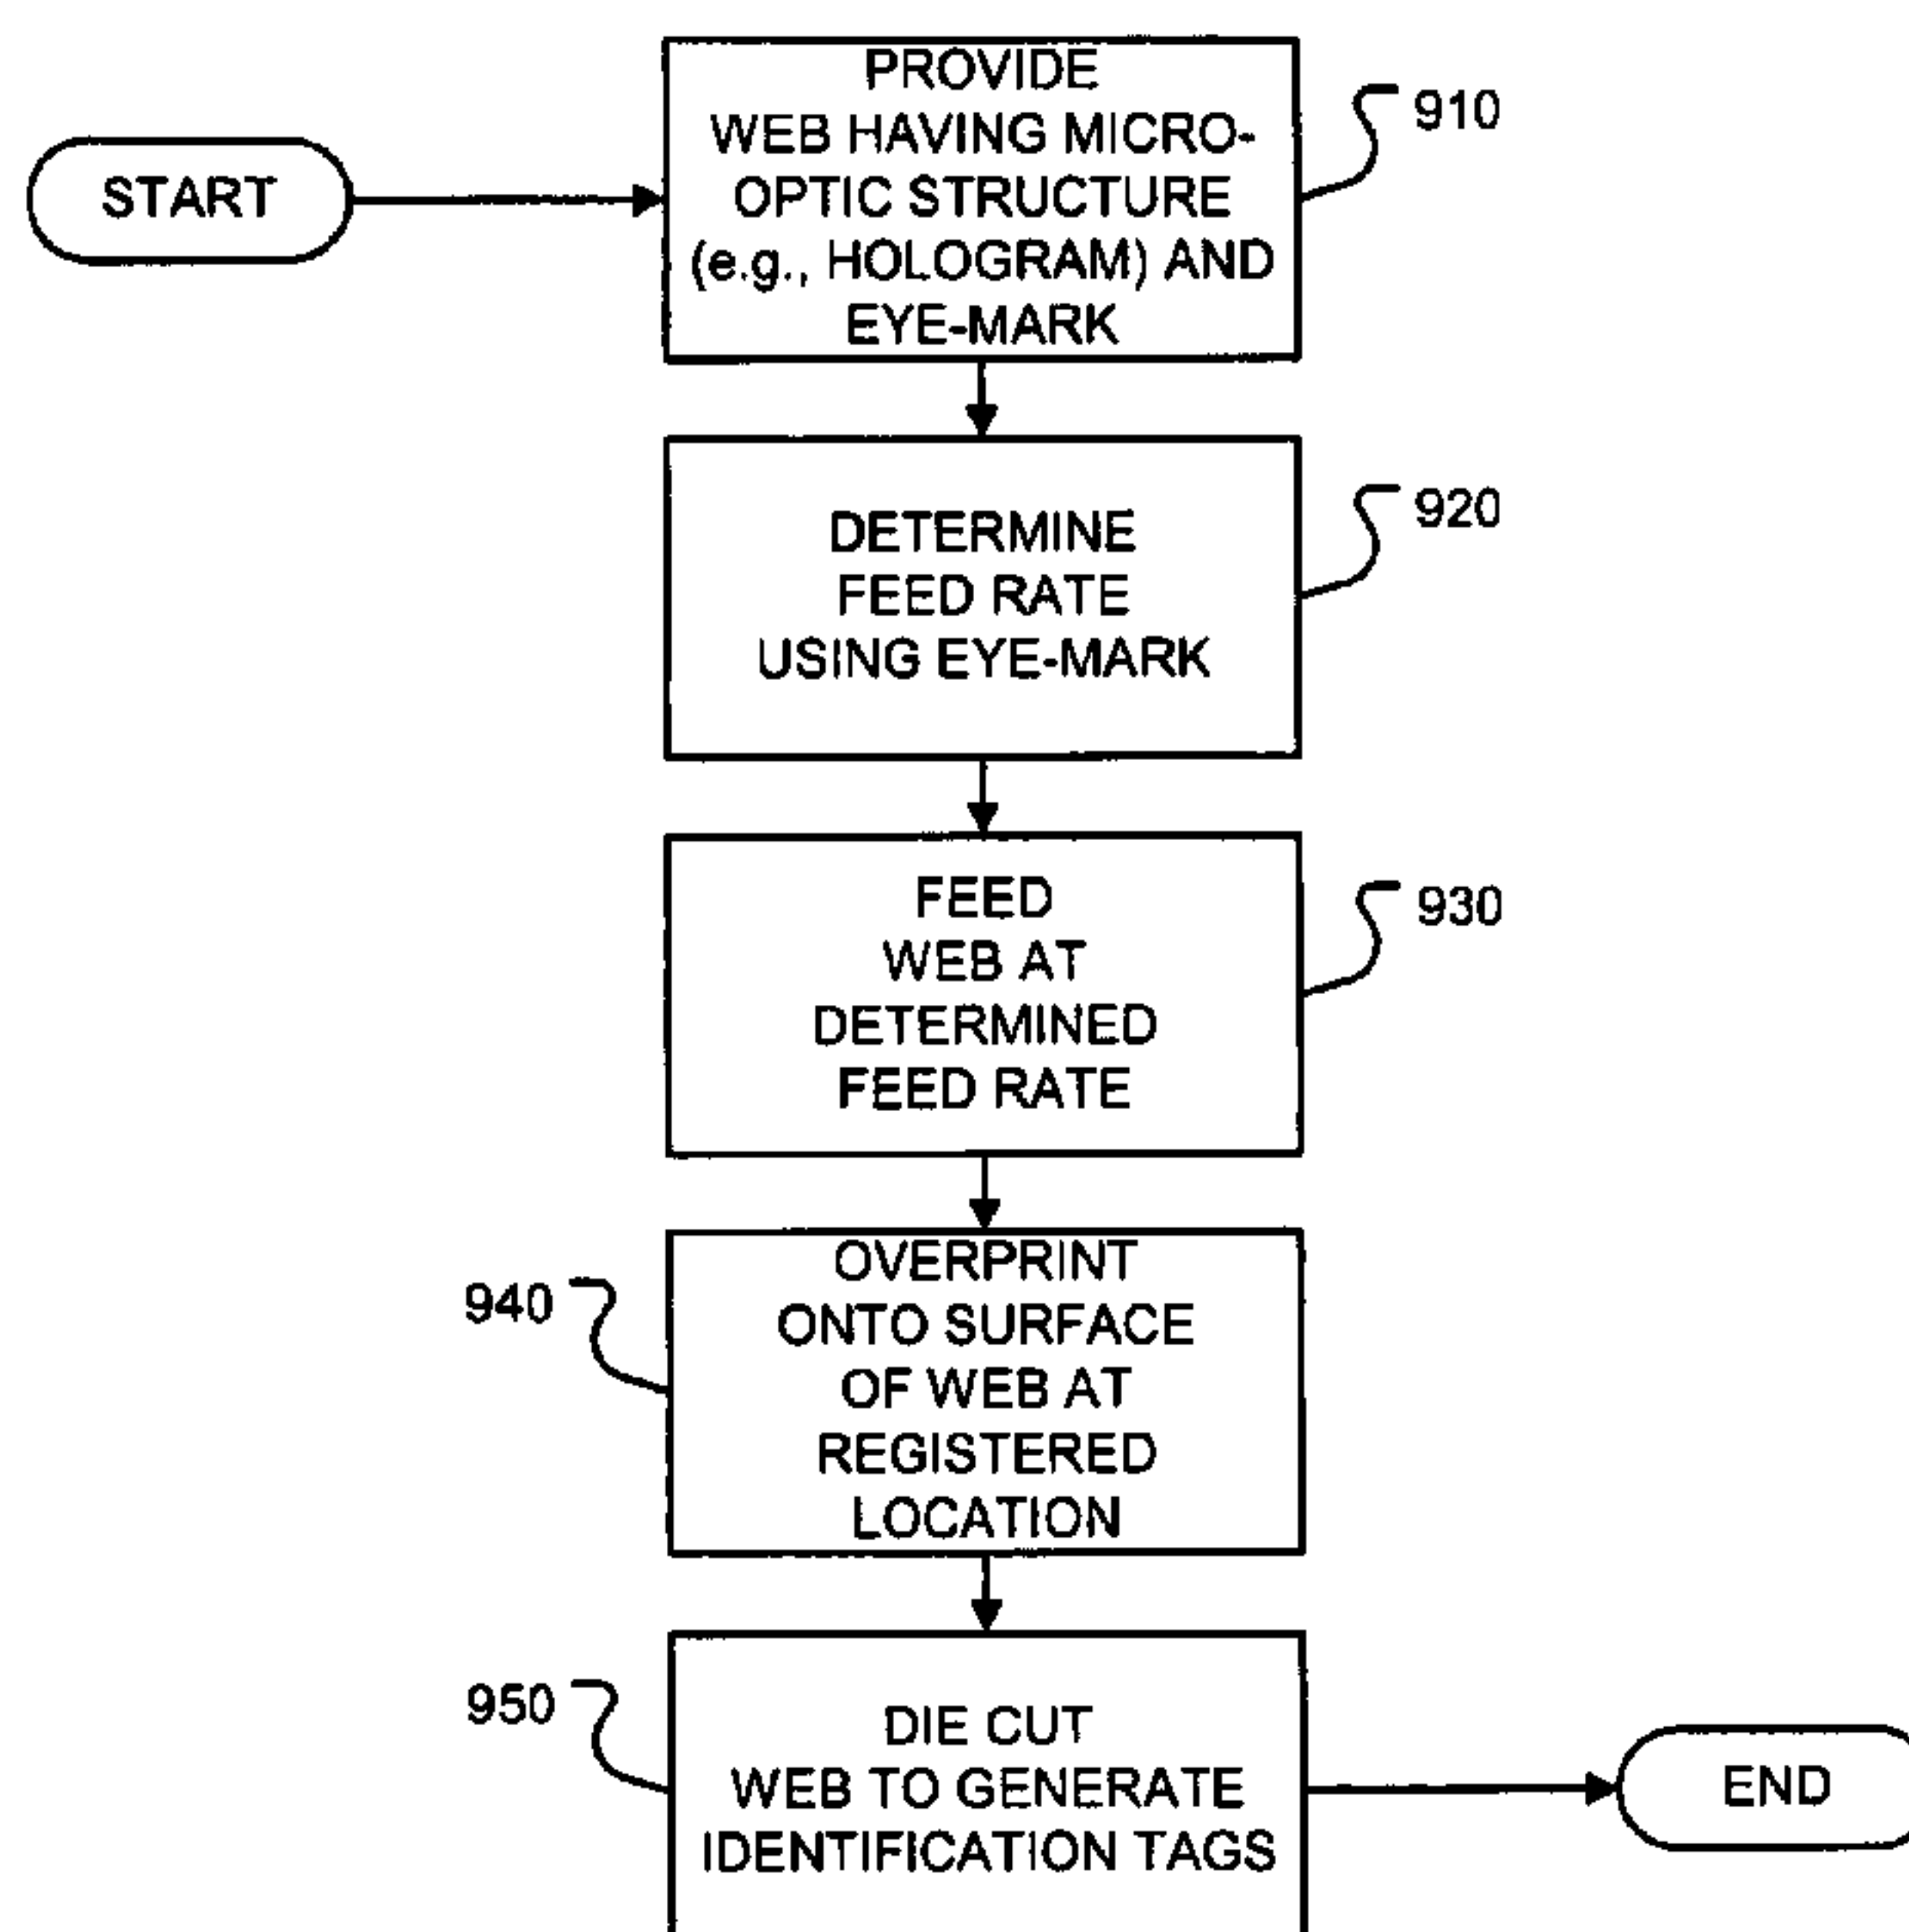 START
PROVIDE
WEB HAVING MICRO-
OPTIC STRUCTURE
(e.g., HOLOGRAM) AND
EYE-MARK
910
DETERMINE
FEED RATE
USING EYE-MARK
920
FEED
WEB AT
DETERMINED
FEED RATE
930
OVERPRINT
ONTO SURFACE
OF WEB AT
REGISTERED
LOCATION
940
DIE CUT
WEB TO GENERATE
IDENTIFICATION TAGS
950
END